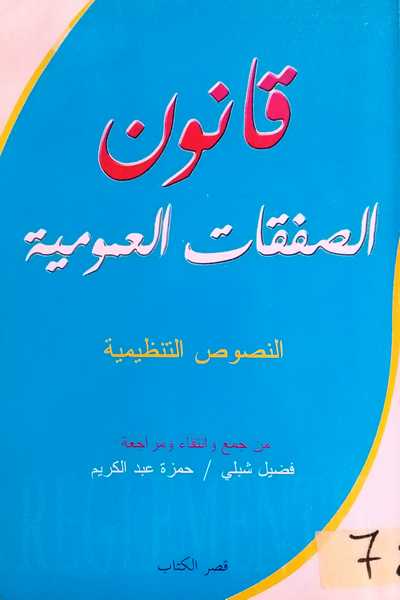 قانون
الصفقات العمومية
النصوص التنظيمية
من جمع وانتقاء ومراجعة
فضيل شبلي / حمزة عبد الكريم
قصر الكتاب
7